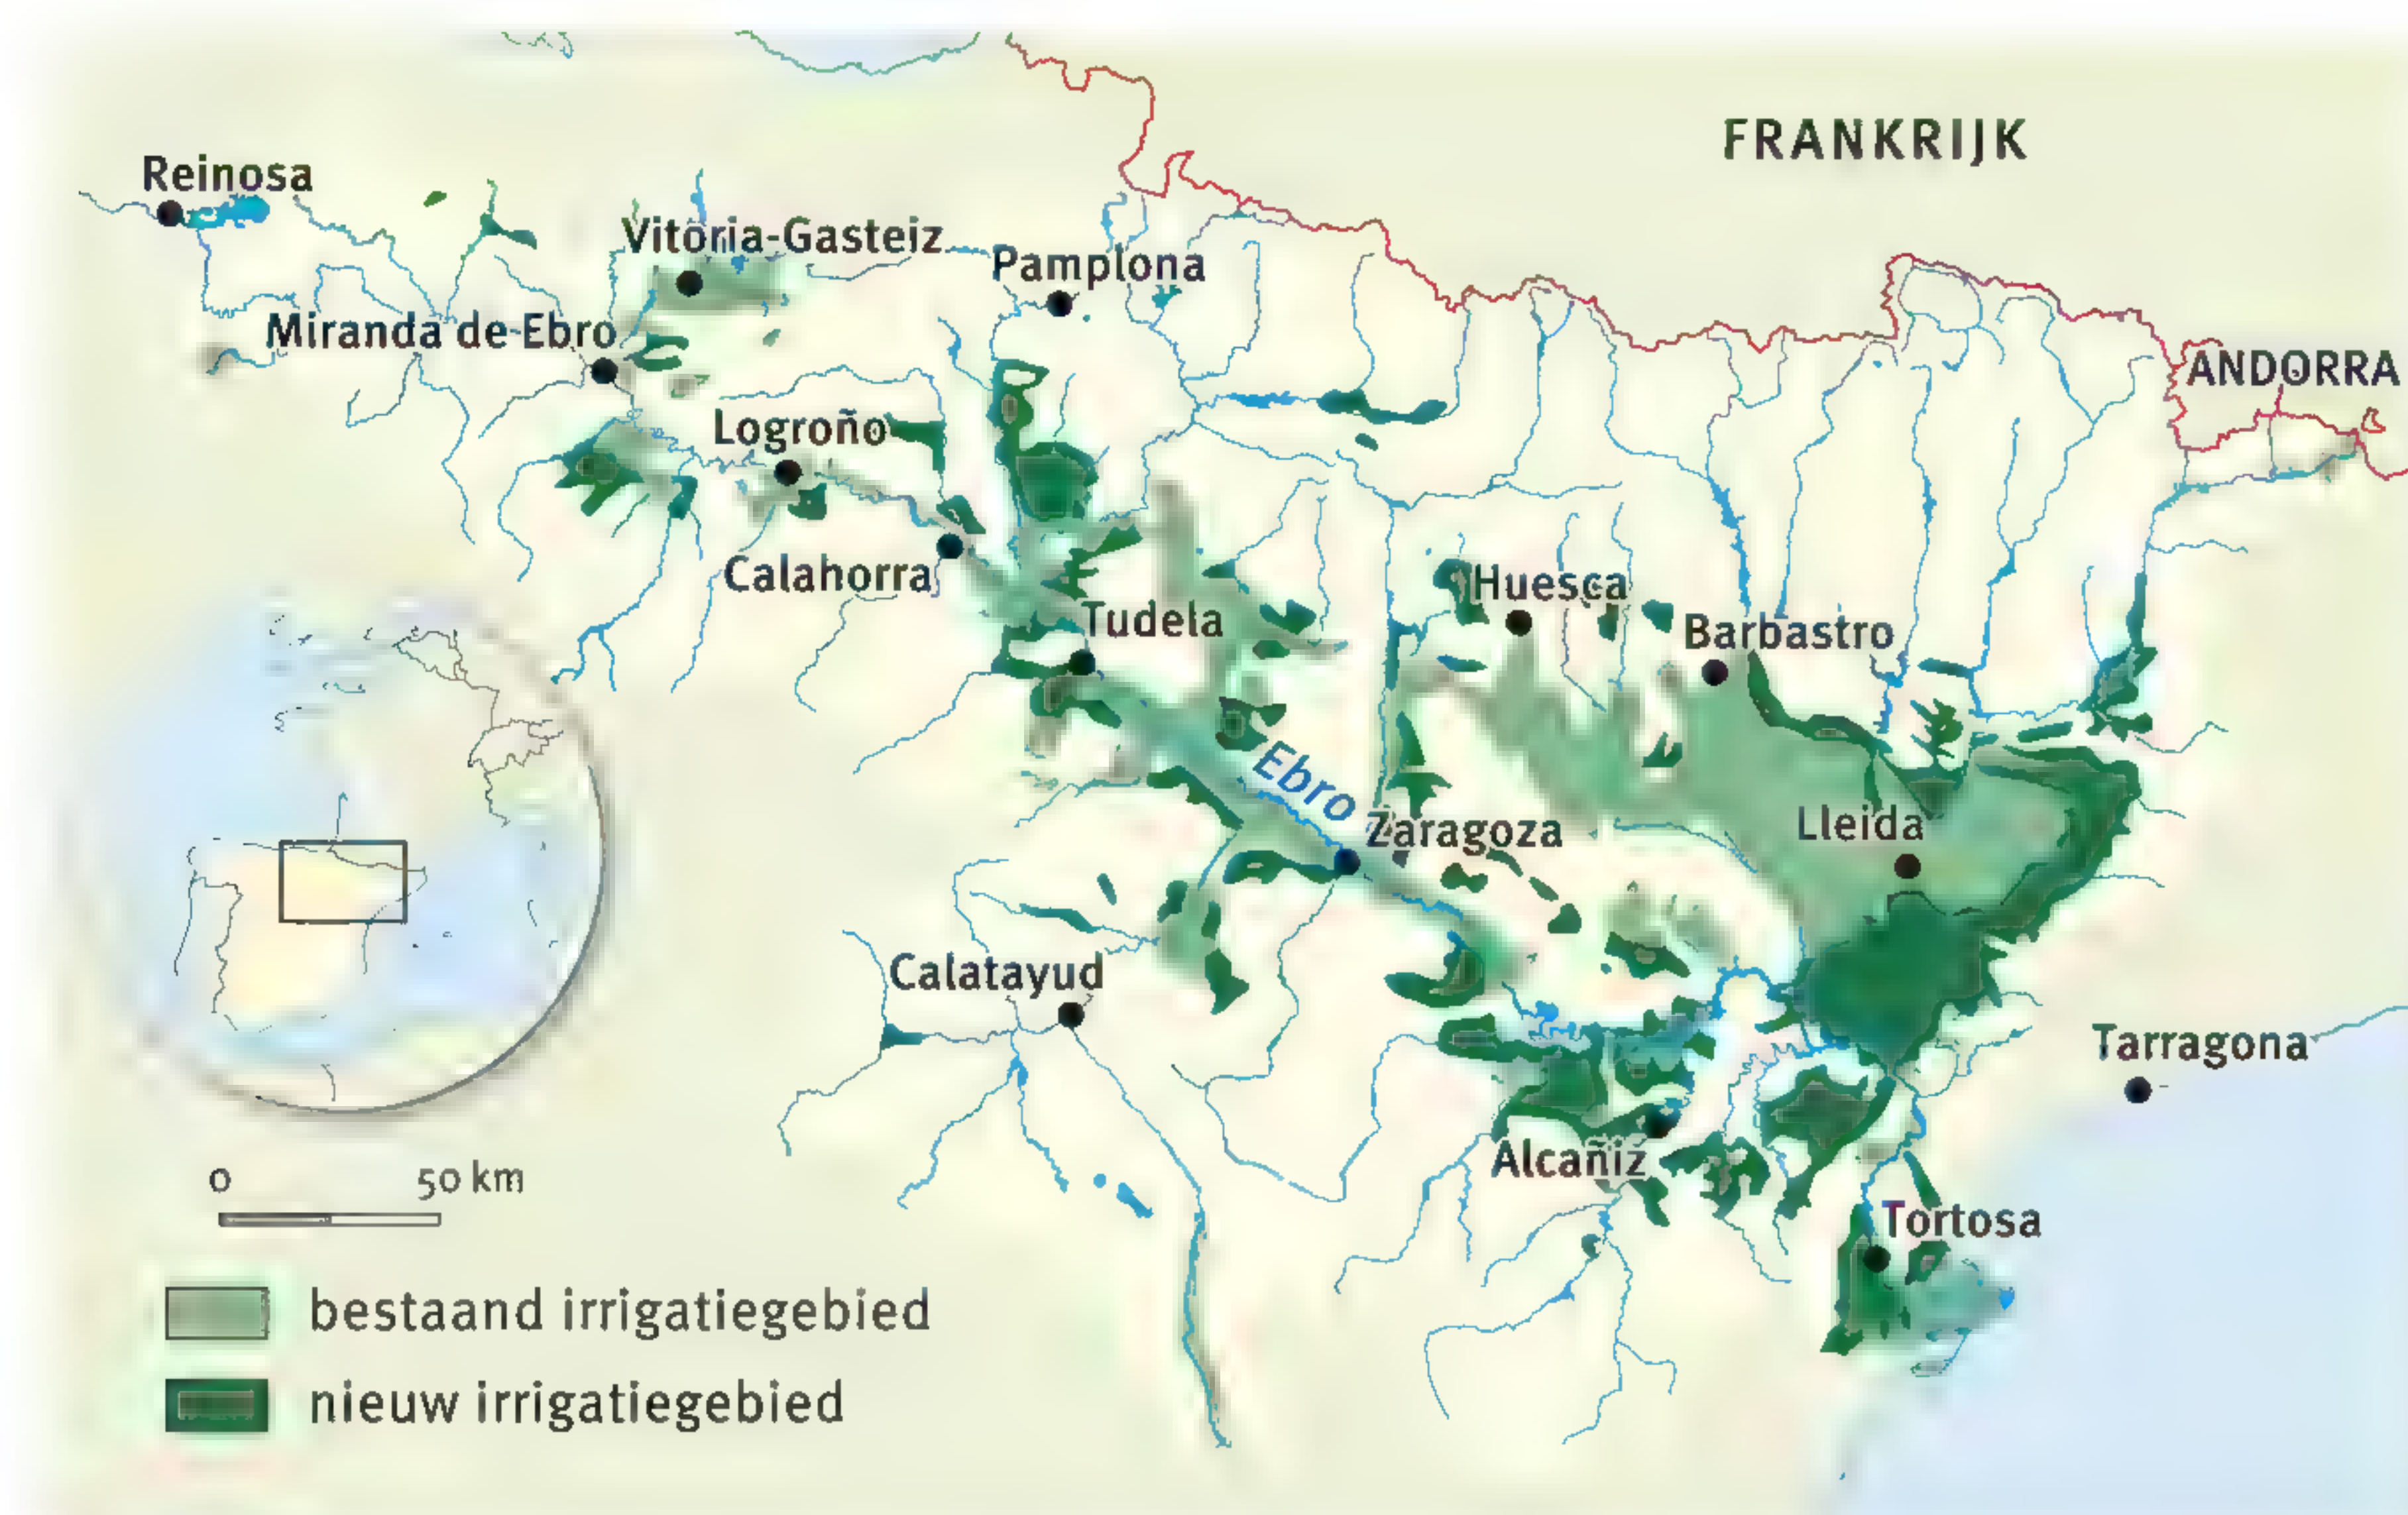 FRANKRIJK
Reinosa
Vitoria-Gasteiz
Pamplona
Miranda de Ebro
ANDORRA
Logroño
Calahorra
Huesca
Tudela
Barbastro
Ebro
Zaragoza
Lleida
Calatayud
Tarragona
Alcañiz
Tortosa
0 50 km
bestaand irrigatiegebied
nieuw irrigatiegebied